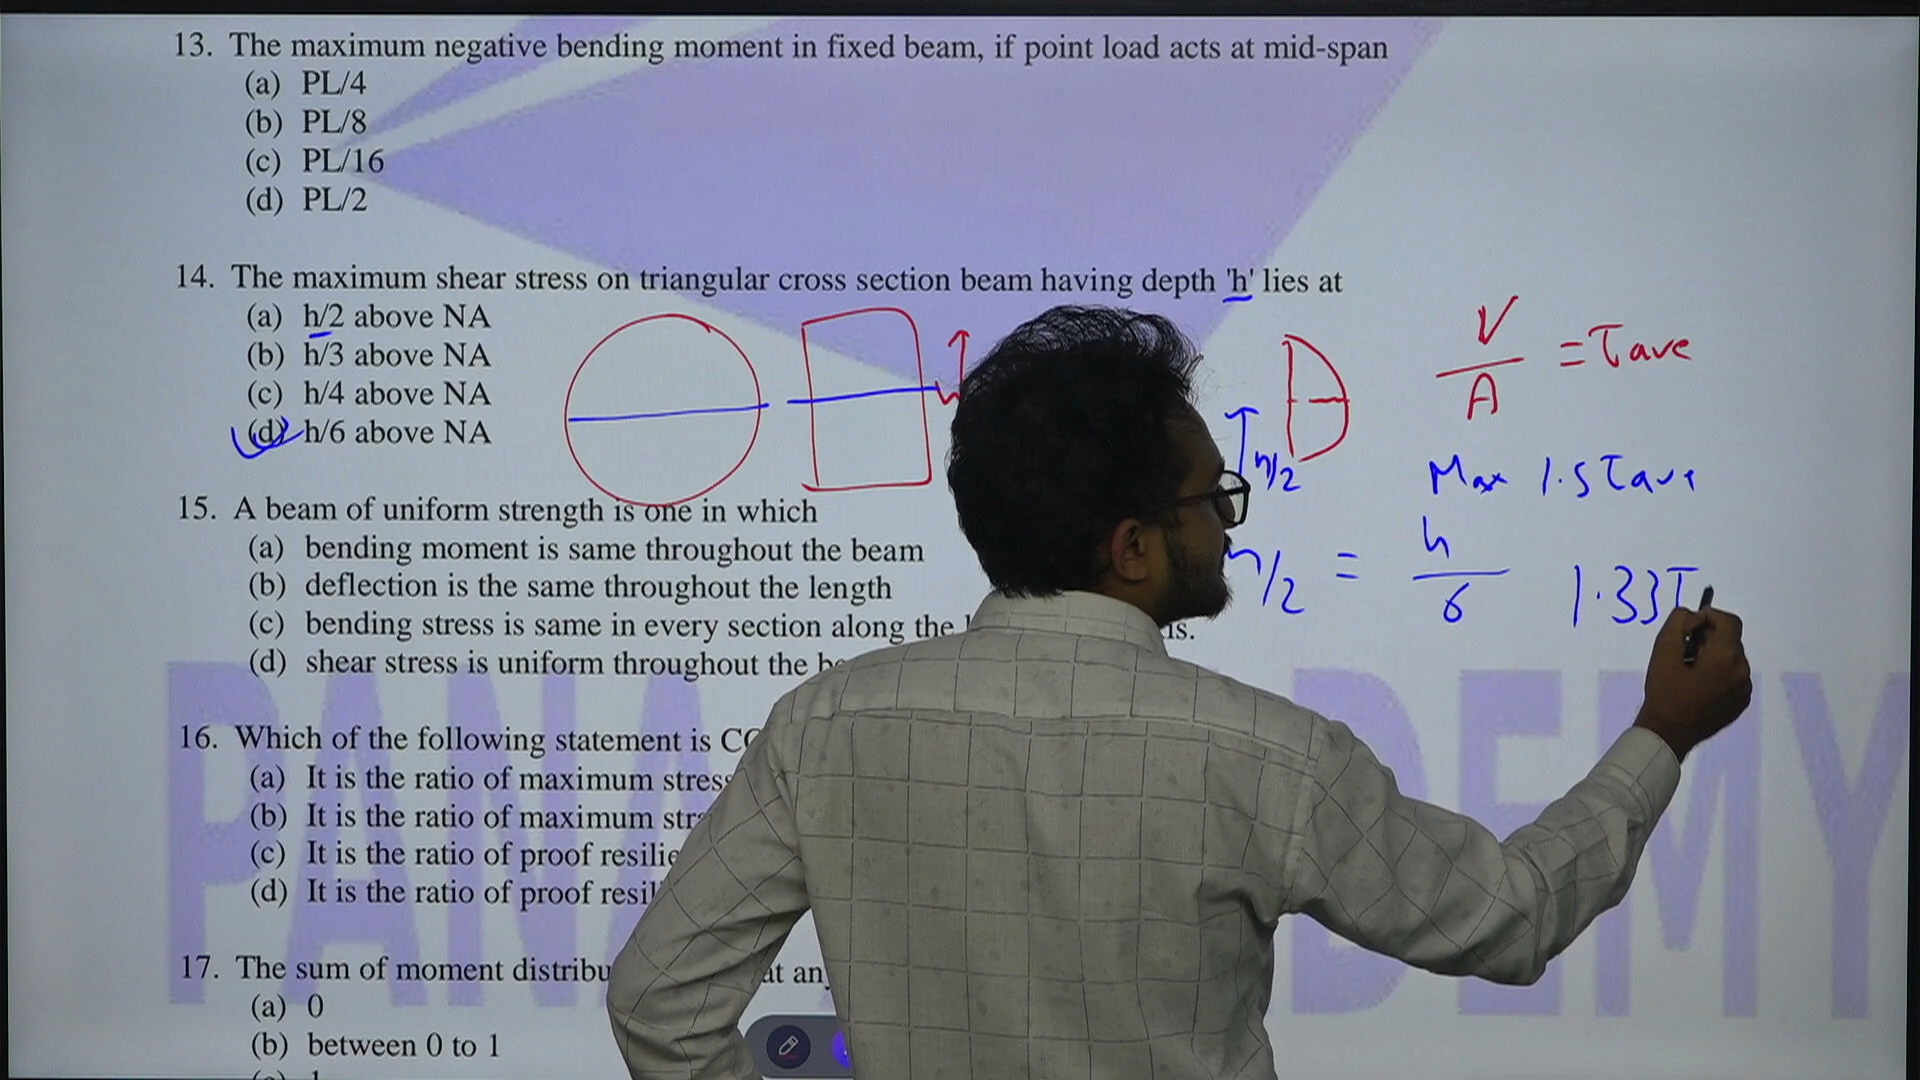 13. The maximum negative bending moment in fixed beam, if point load acts at mid-span
(a) PL/4
(b) PL/8
(c) PL/16
(d) PL/2
14. The maximum shear stress on triangular cross section beam having depth 'h' lies at
(a) h/2 above NA
(b) h/3 above NA
(c) h/4 above NA
(d) h/6 above NA
V
A
= τave
h/2
Max 1.5 τave
h/2 = h
6
1.33τ
15. A beam of uniform strength is one in which
(a) bending moment is same throughout the beam
(b) deflection is the same throughout the length
(c) bending stress is same in every section along the
(d) shear stress is uniform throughout the
16. Which of the following statement is
(a) It is the ratio of maximum stress
(b) It is the ratio of maximum
(c) It is the ratio of proof
(d) It is the ratio of proof
17. The sum of moment at
(a) 0
(b) between 0 to 1